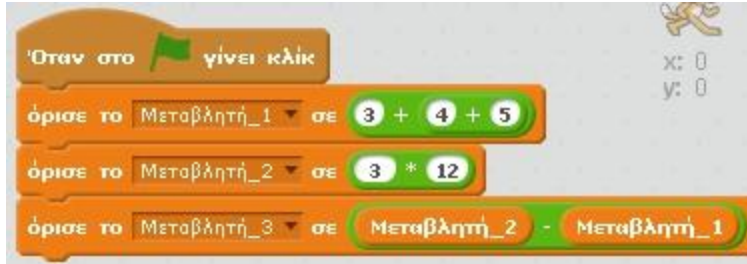 Όταν στο γίνει κλίκ
x: 0
y: 0
όρισε το Μεταβλητή_1 σε 3 + 4 + 5
όρισε το Μεταβλητή_2 σε 3 * 12
όρισε το Μεταβλητή_3 σε Μεταβλητή_2 - Μεταβλητή_1